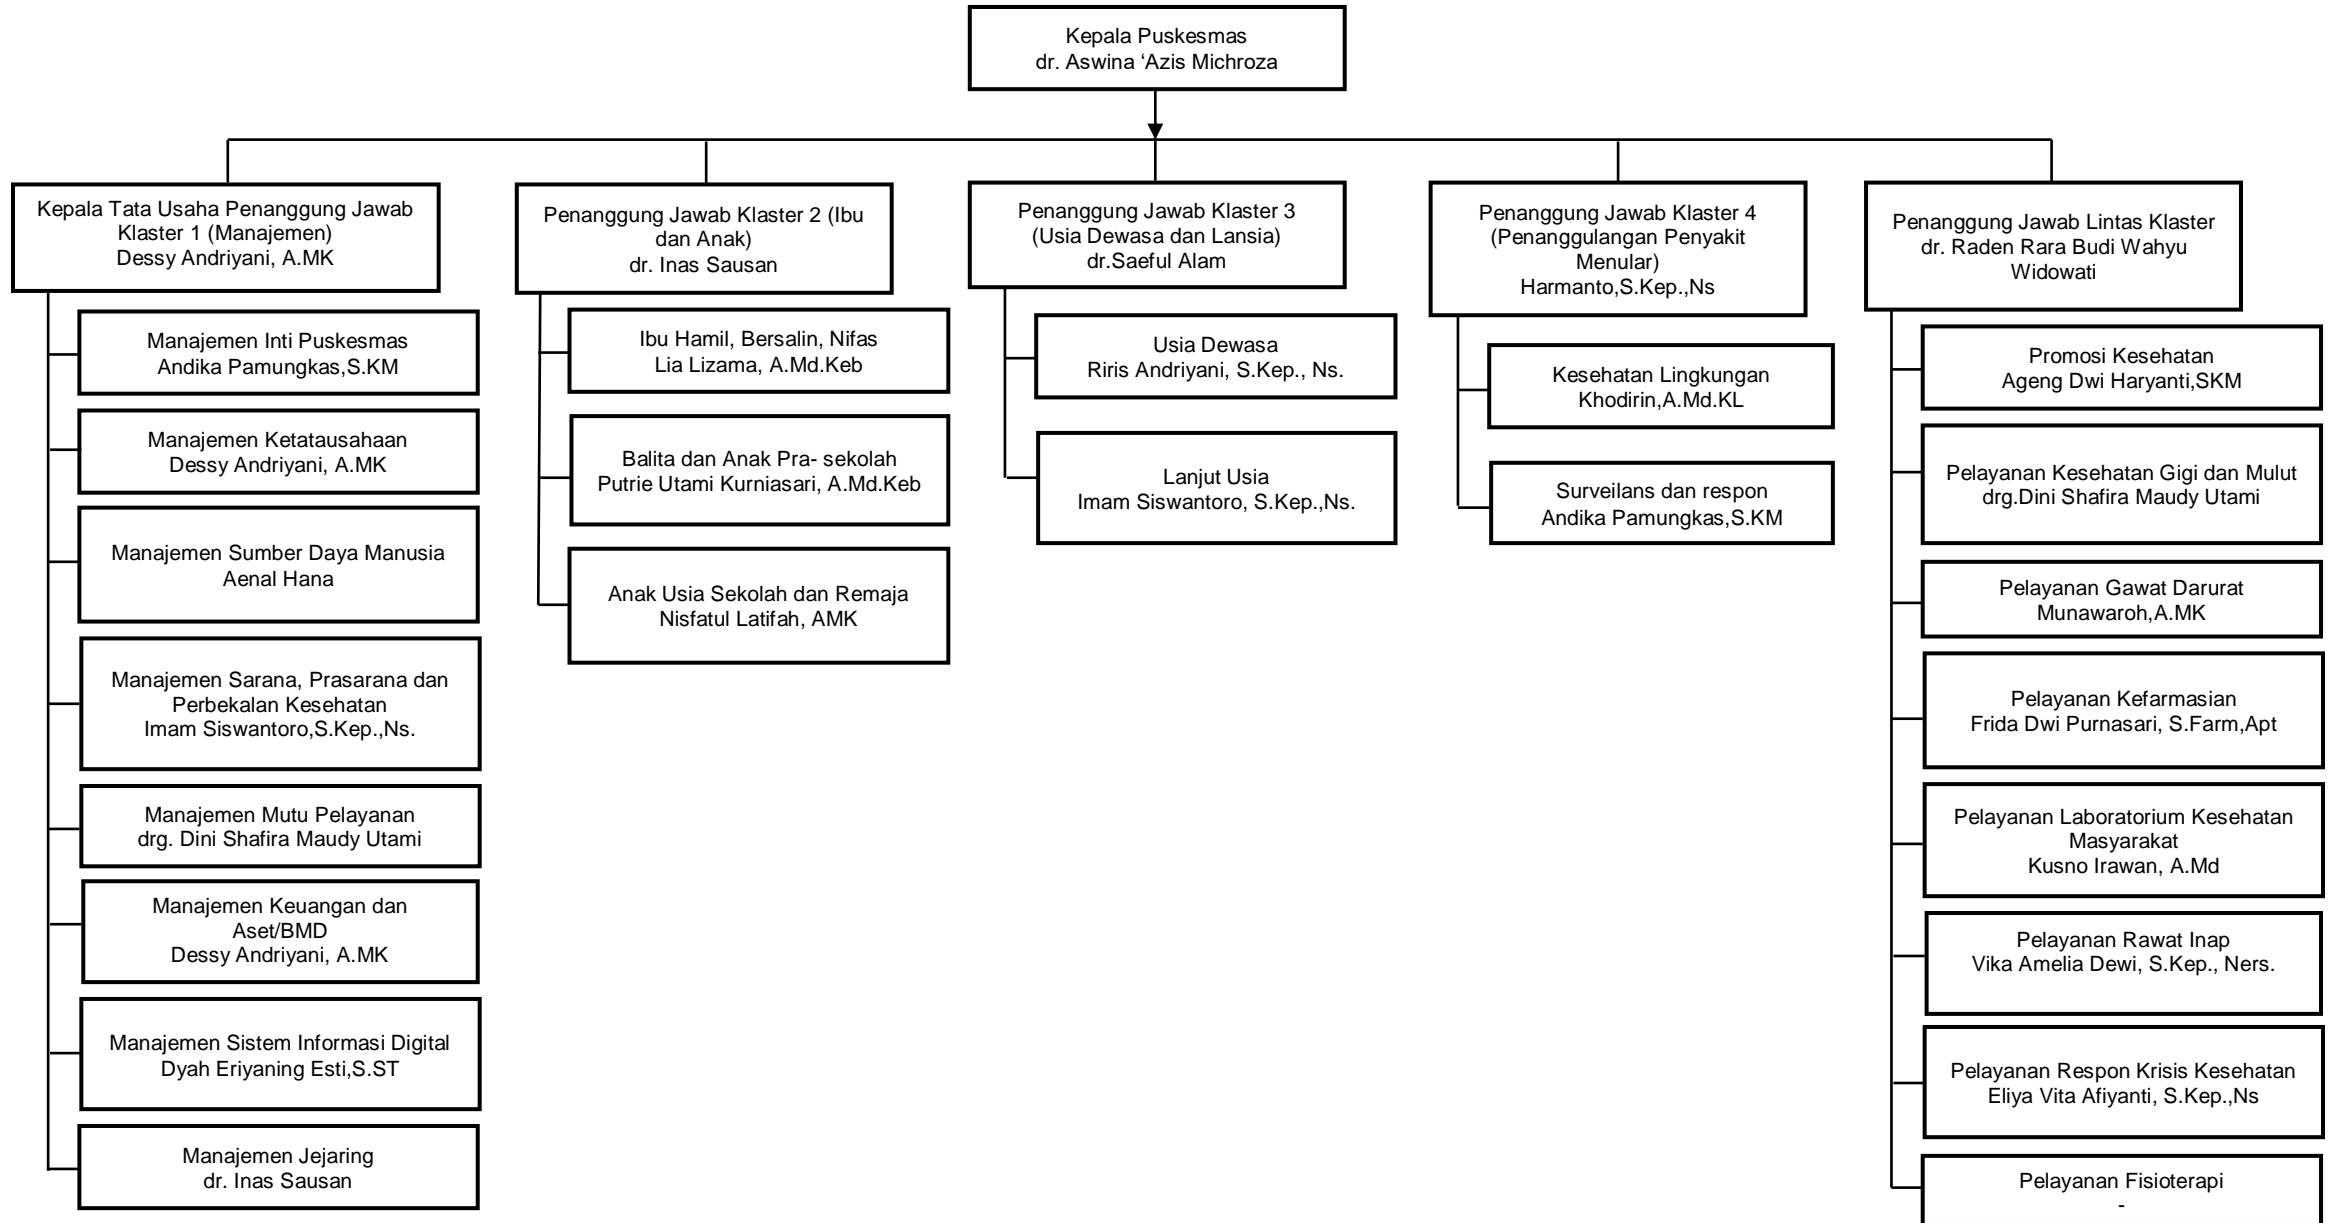 Kepala Puskesmas
dr. Aswina ‘Azis Michroza
Kepala Tata Usaha Penanggung Jawab
Klaster 1 (Manajemen)
Dessy Andriyani, A.MK
Manajemen Inti Puskesmas
Andika Pamungkas,S.KM
Manajemen Ketatausahaan
Dessy Andriyani, A.MK
Manajemen Sumber Daya Manusia
Aenal Hana
Manajemen Sarana, Prasarana dan
Perbekalan Kesehatan
Imam Siswantoro,S.Kep.,Ns.
Manajemen Mutu Pelayanan
drg. Dini Shafira Maudy Utami
Manajemen Keuangan dan
Aset/BMD
Dessy Andriyani, A.MK
Manajemen Sistem Informasi Digital
Dyah Eriyaning Esti,S.ST
Manajemen Jejaring
dr. Inas Sausan
Penanggung Jawab Klaster 2 (Ibu
dan Anak)
dr. Inas Sausan
Ibu Hamil, Bersalin, Nifas
Lia Lizama, A.Md.Keb
Balita dan Anak Pra- sekolah
Putrie Utami Kurniasari, A.Md.Keb
Anak Usia Sekolah dan Remaja
Nisfatul Latifah, AMK
Penanggung Jawab Klaster 3
(Usia Dewasa dan Lansia)
dr.Saeful Alam
Usia Dewasa
Riris Andriyani, S.Kep., Ns.
Lanjut Usia
Imam Siswantoro, S.Kep.,Ns.
Penanggung Jawab Klaster 4
(Penanggulangan Penyakit
Menular)
Harmanto,S.Kep.,Ns
Kesehatan Lingkungan
Khodirin,A.Md.KL
Surveilans dan respon
Andika Pamungkas,S.KM
Penanggung Jawab Lintas Klaster
dr. Raden Rara Budi Wahyu
Widowati
Promosi Kesehatan
Ageng Dwi Haryanti,SKM
Pelayanan Kesehatan Gigi dan Mulut
drg.Dini Shafira Maudy Utami
Pelayanan Gawat Darurat
Munawaroh,A.MK
Pelayanan Kefarmasian
Frida Dwi Purnasari, S.Farm,Apt
Pelayanan Laboratorium Kesehatan
Masyarakat
Kusno Irawan, A.Md
Pelayanan Rawat Inap
Vika Amelia Dewi, S.Kep., Ners.
Pelayanan Respon Krisis Kesehatan
Eliya Vita Afiyanti, S.Kep.,Ns
Pelayanan Fisioterapi
-